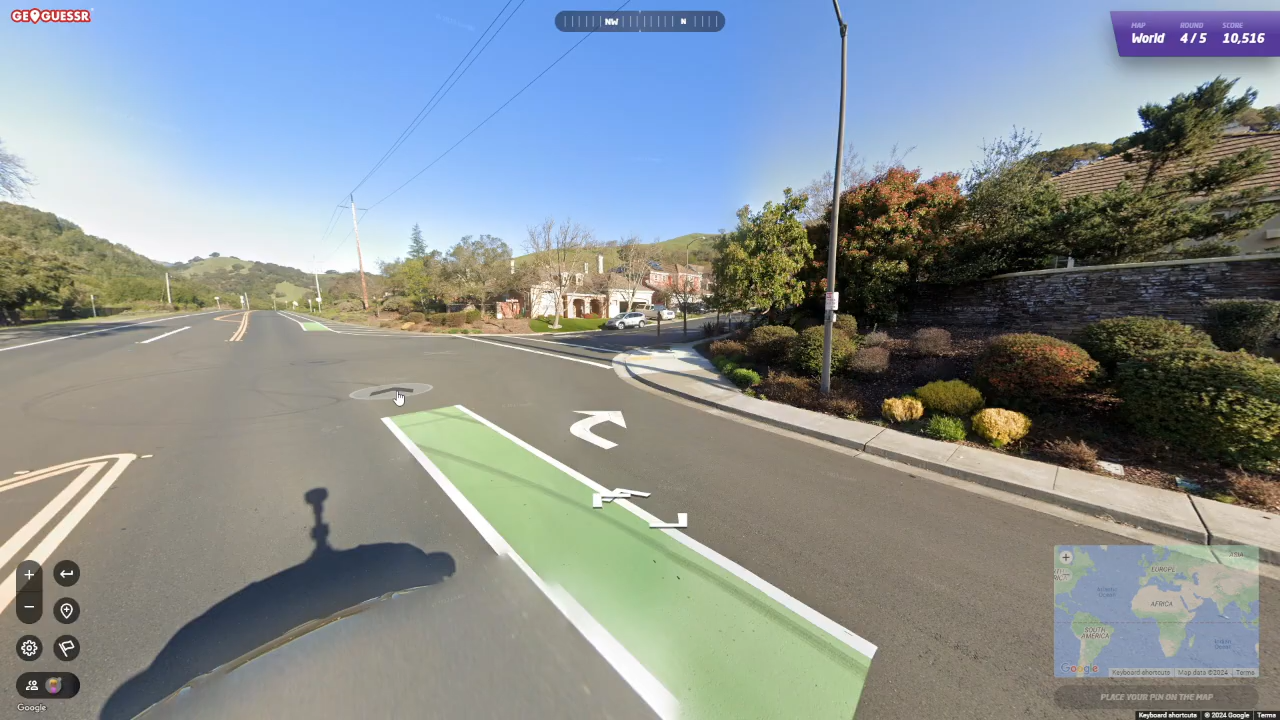 GEOGUESSR
NW
N
MAP
World
ROUND
4 / 5
SCORE
10,516
EUROPE
ASIA
AFRICA
SOUTH
AMERICA
Google
Keyboard shortcuts
Map data ©2024
Terms
PLACE YOUR PIN ON THE MAP
Google
Keyboard shortcuts
© 2024 Google
Terms